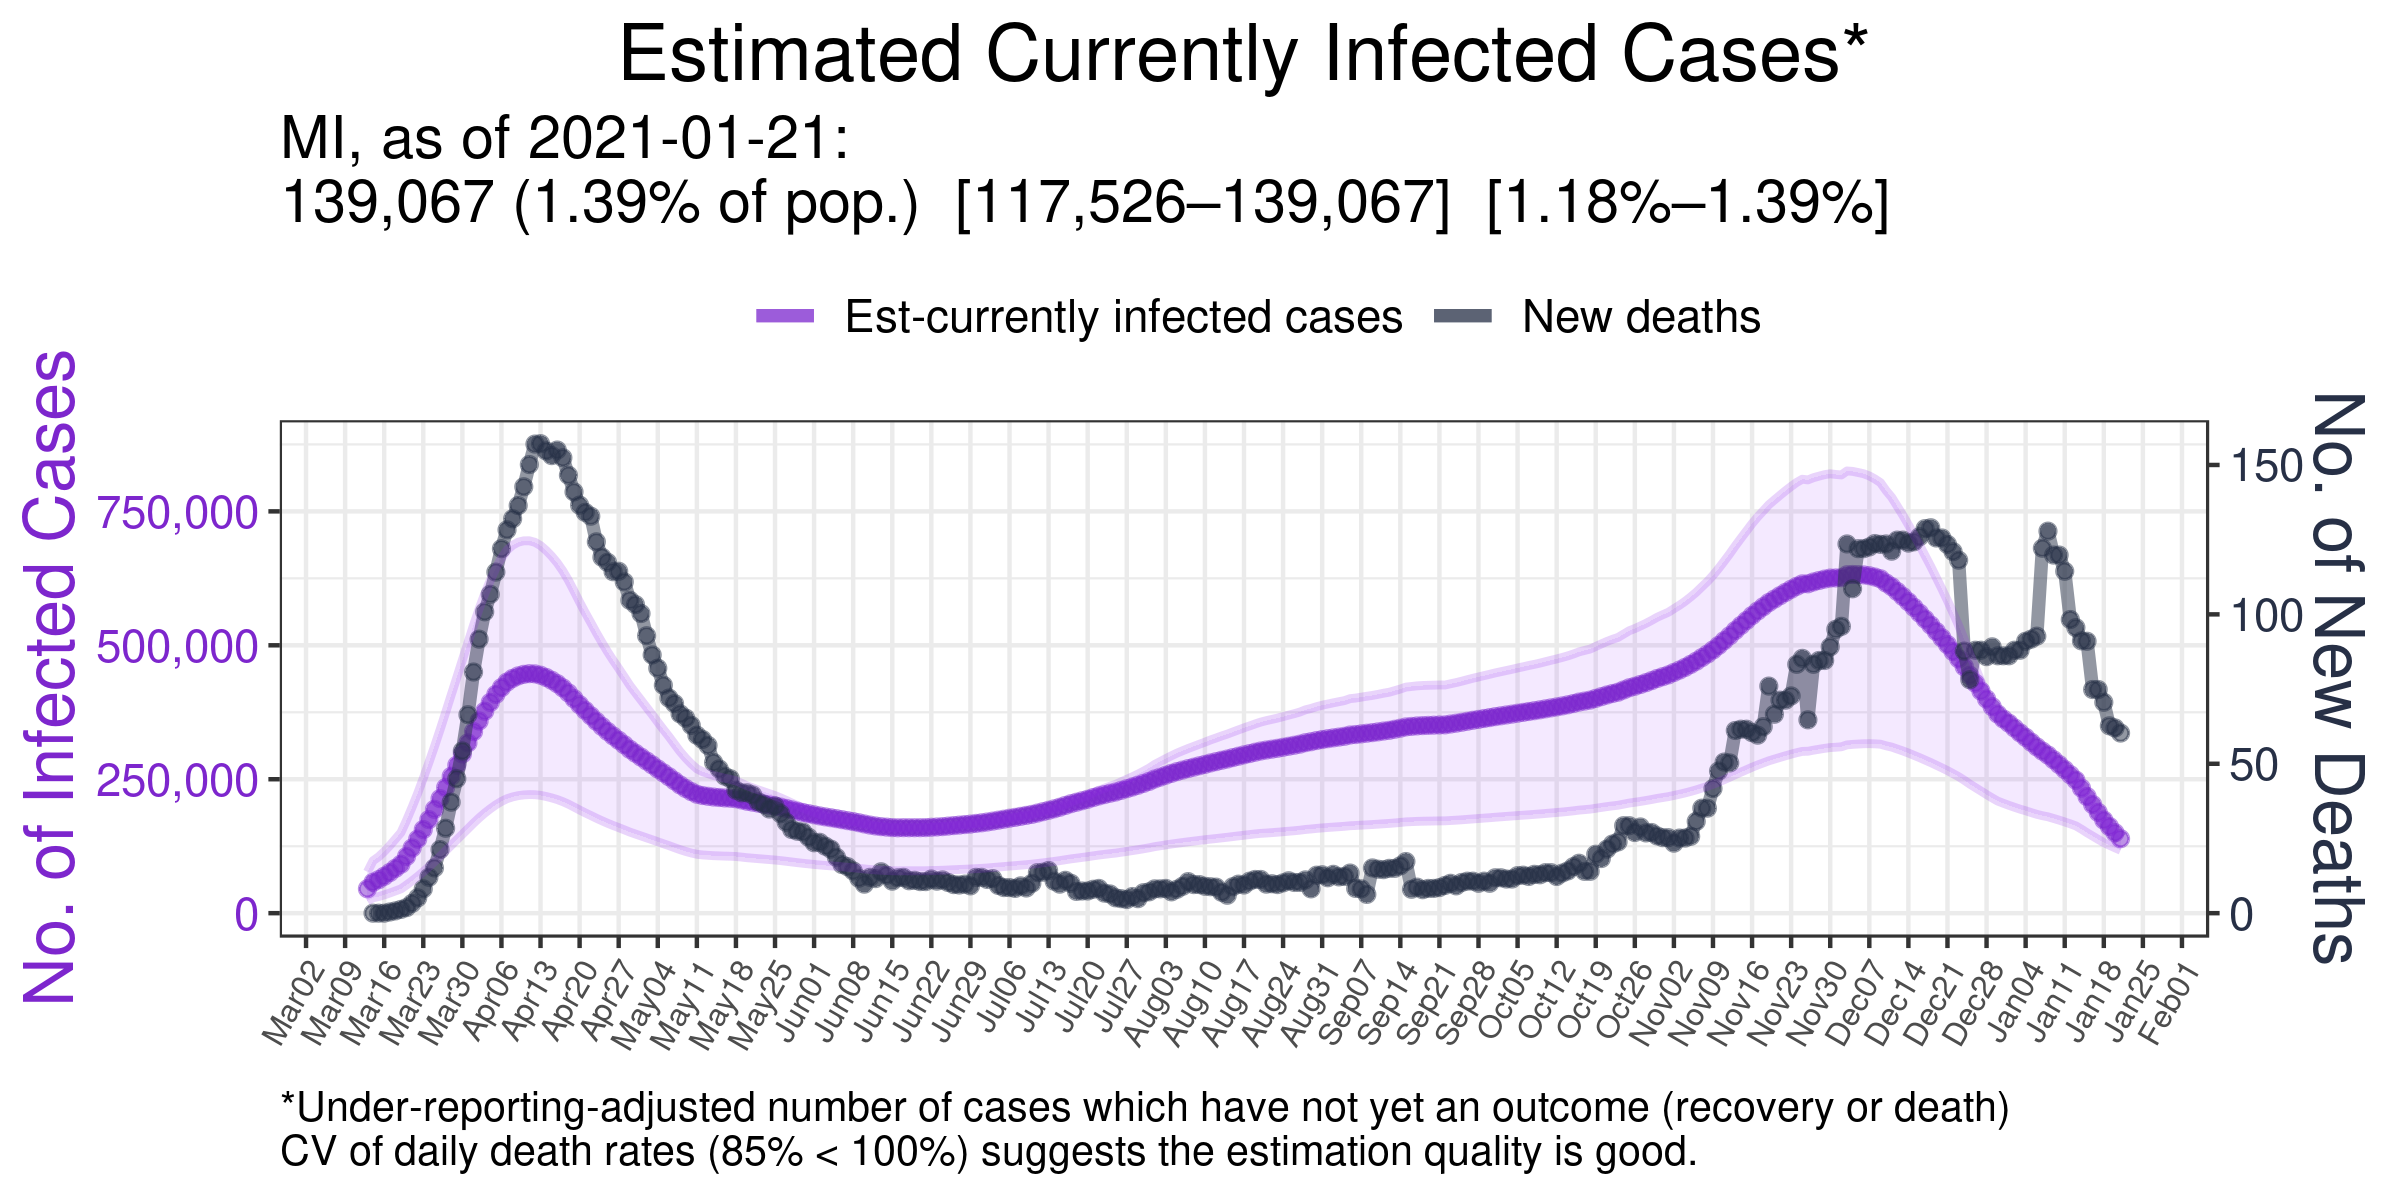 Estimated Currently Infected Cases*
MI, as of 2021-01-21:
139,067 (1.39% of pop.)  [117,526–139,067]  [1.18%–1.39%]
Est-currently infected cases
New deaths
No. of Infected Cases
750,000
500,000
250,000
0
150
100
50
0
No. of New Deaths
Mar02
Mar09
Mar16
Mar23
Mar30
Apr06
Apr13
Apr20
Apr27
May04
May11
May18
May25
Jun01
Jun08
Jun15
Jun22
Jun29
Jul06
Jul13
Jul20
Jul27
Aug03
Aug10
Aug17
Aug24
Aug31
Sep07
Sep14
Sep21
Sep28
Oct05
Oct12
Oct19
Oct26
Nov02
Nov09
Nov16
Nov23
Nov30
Dec07
Dec14
Dec21
Dec28
Jan04
Jan11
Jan18
Jan25
Feb01
*Under-reporting-adjusted number of cases which have not yet an outcome (recovery or death)
CV of daily death rates (85% < 100%) suggests the estimation quality is good.